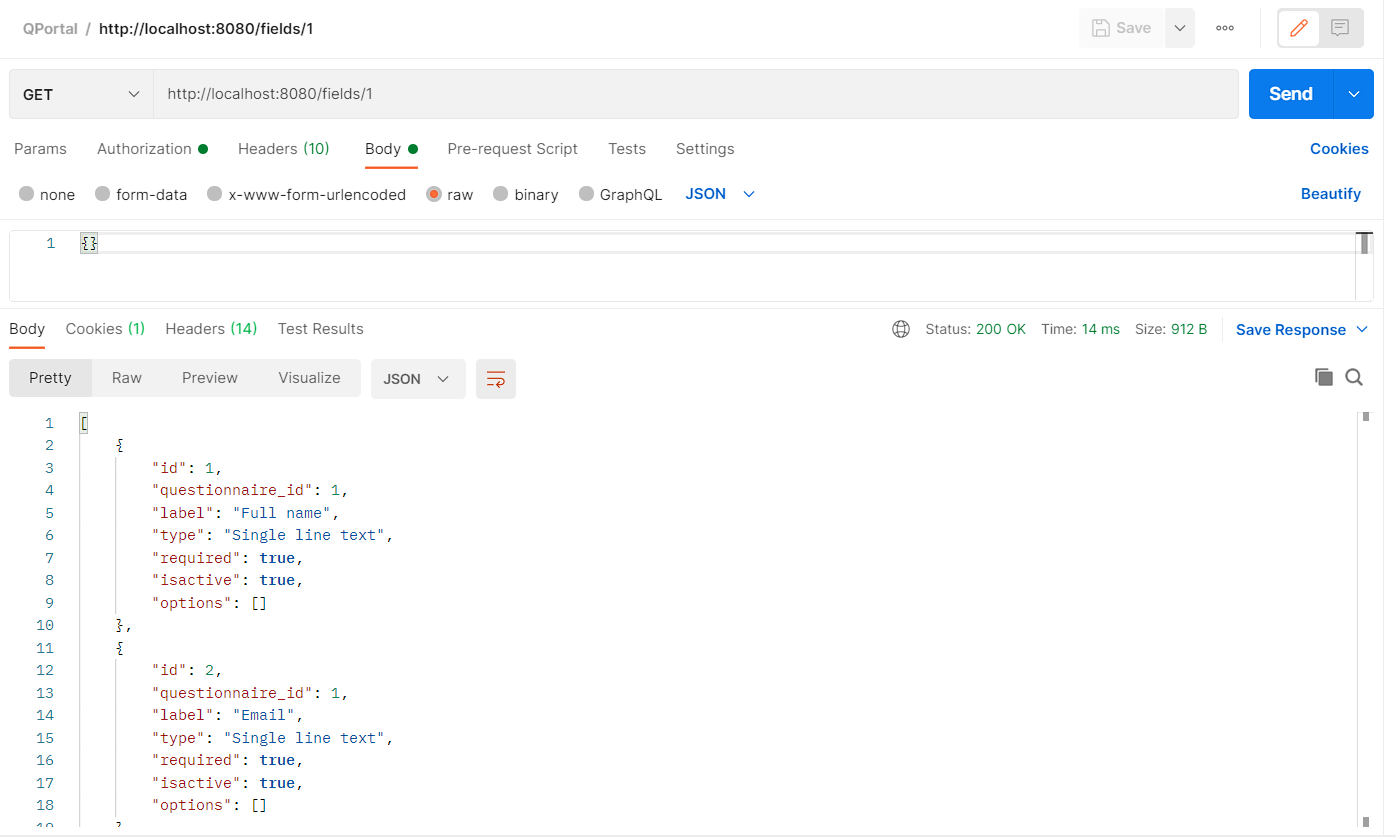 QPortal / http://localhost:8080/fields/1 Save
GET http://localhost:8080/fields/1 Send
Params Authorization Headers (10) Body Pre-request Script Tests Settings Cookies
none form-data x-www-form-urlencoded raw binary GraphQL JSON Beautify
1 {}
Body Cookies (1) Headers (14) Test Results Status: 200 OK Time: 14 ms Size: 912 B Save Response
Pretty Raw Preview Visualize JSON
1 [
2 {
3 "id": 1,
4 "questionnaire_id": 1,
5 "label": "Full name",
6 "type": "Single line text",
7 "required": true,
8 "isactive": true,
9 "options": []
10 },
11 {
12 "id": 2,
13 "questionnaire_id": 1,
14 "label": "Email",
15 "type": "Single line text",
16 "required": true,
17 "isactive": true,
18 "options": []